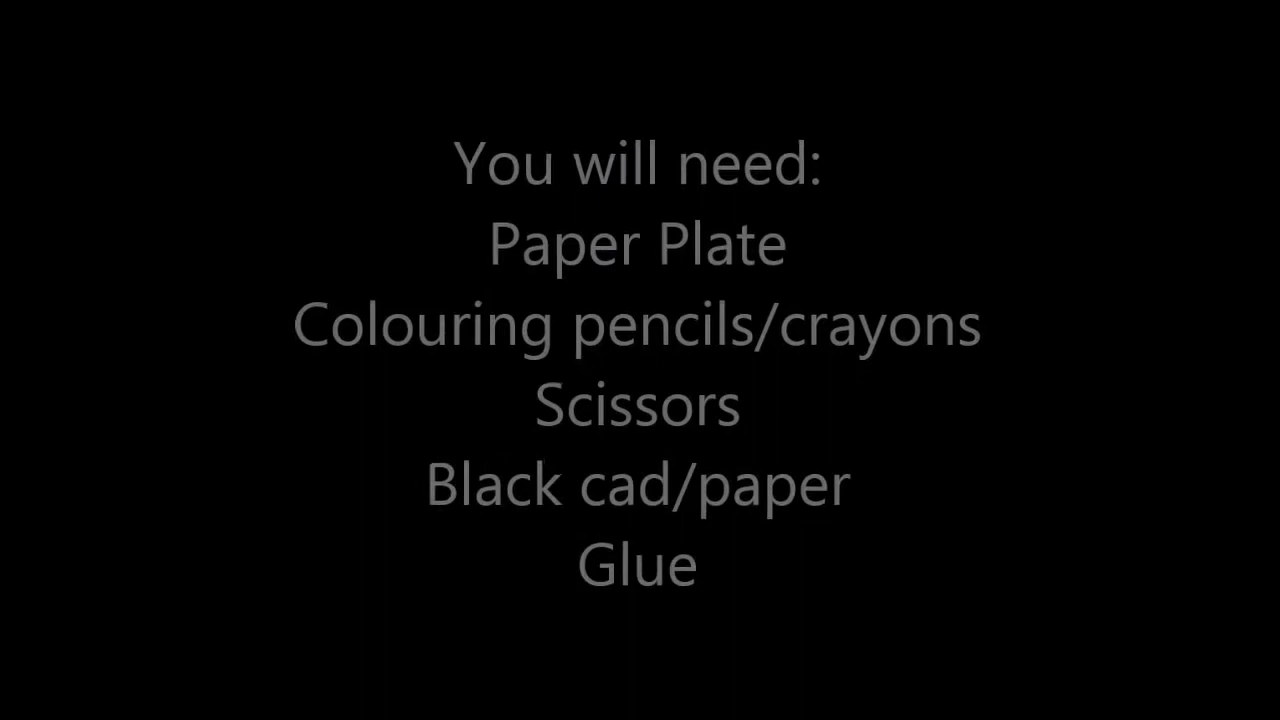 You will need:
Paper Plate
Colouring pencils/crayons
Scissors
Black cad/paper
Glue